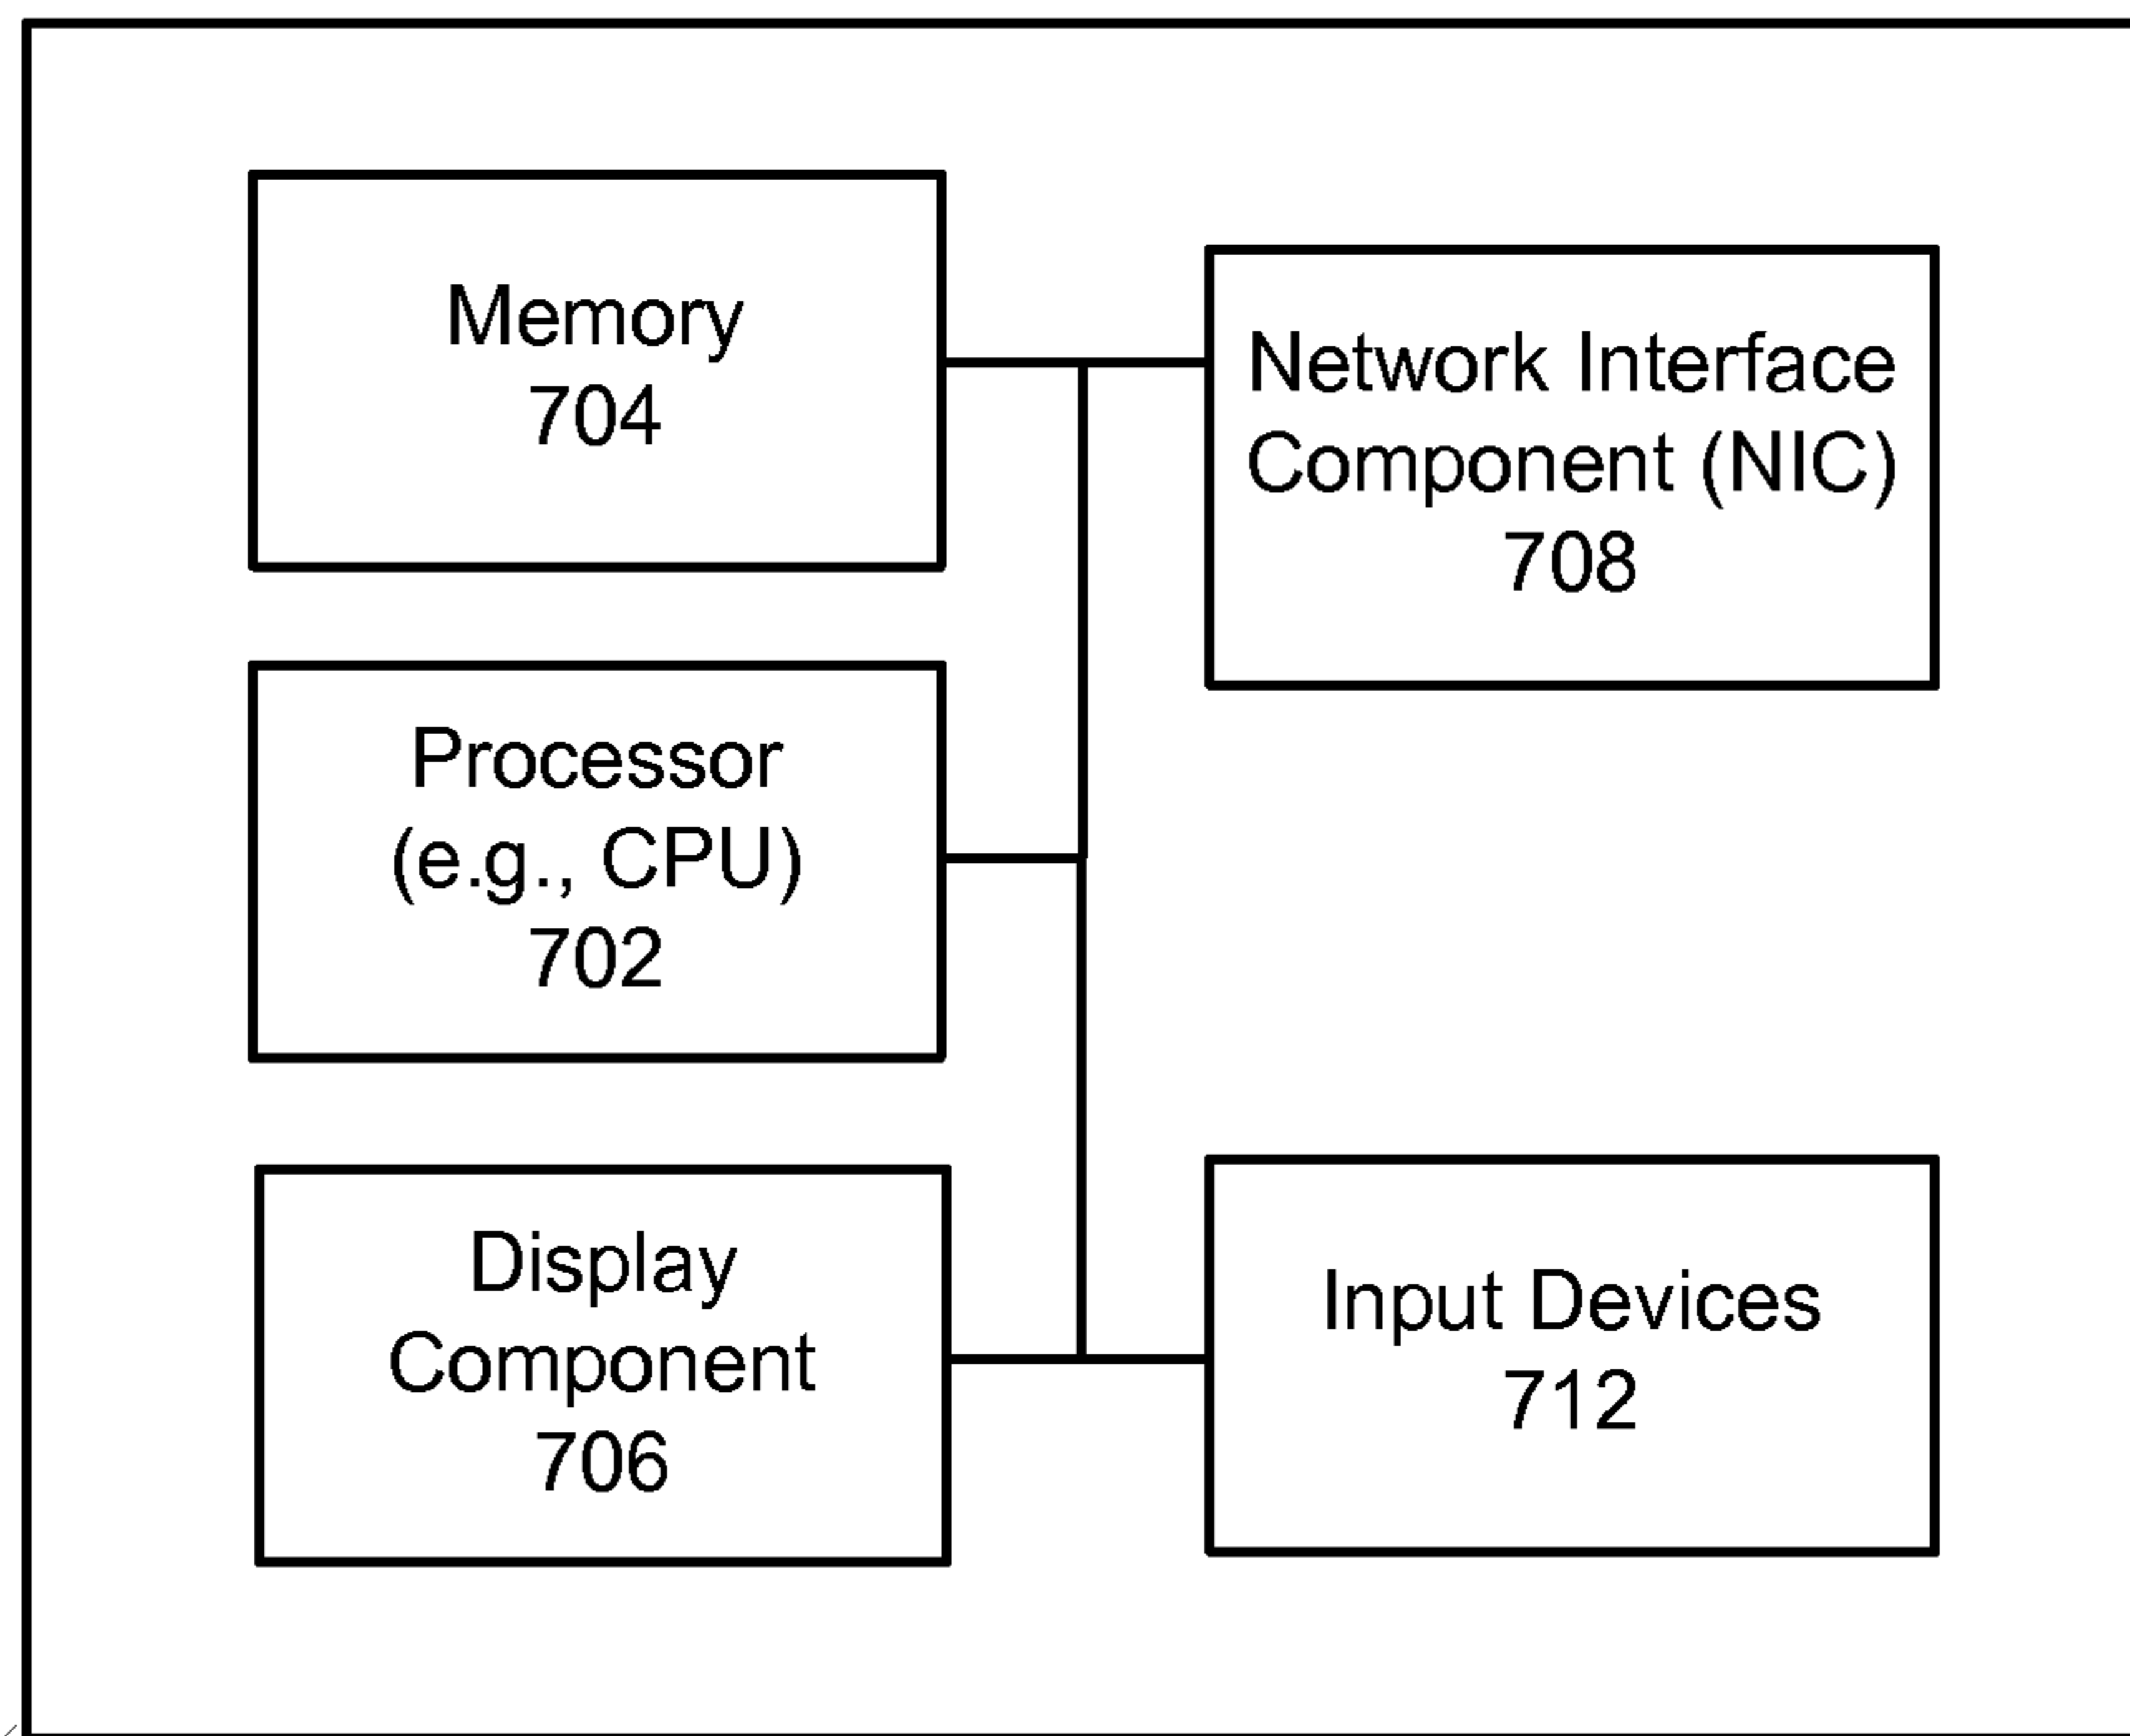 Memory
704
Network Interface
Component (NIC)
708
Processor
(e.g., CPU)
702
Display
Component
706
Input Devices
712